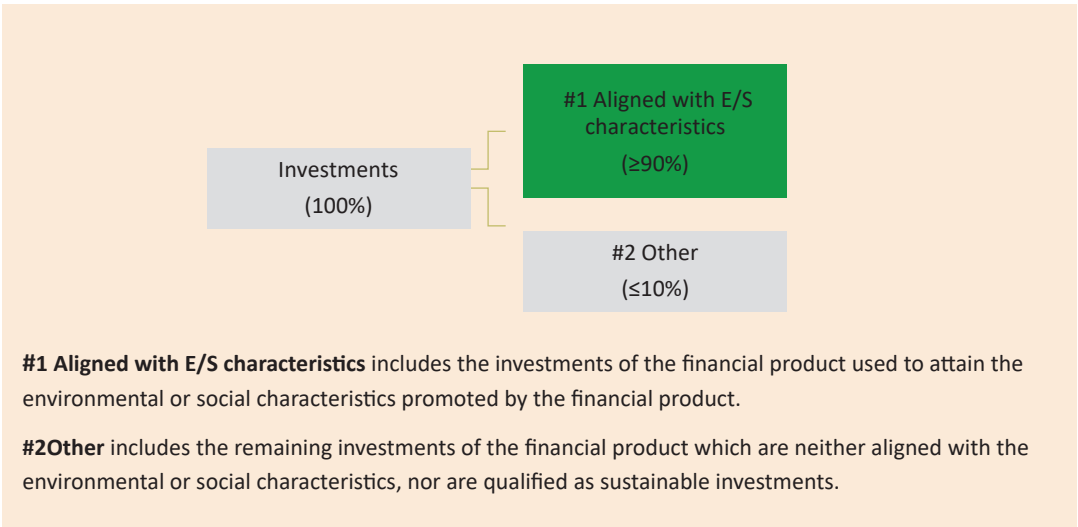 #1 Aligned with E/S
characteristics
(≥90%)
Investments
(100%)
#2 Other
(≤10%)
#1 Aligned with E/S characteristics includes the investments of the financial product used to attain the
environmental or social characteristics promoted by the financial product.
#2Other includes the remaining investments of the financial product which are neither aligned with the
environmental or social characteristics, nor are qualified as sustainable investments.